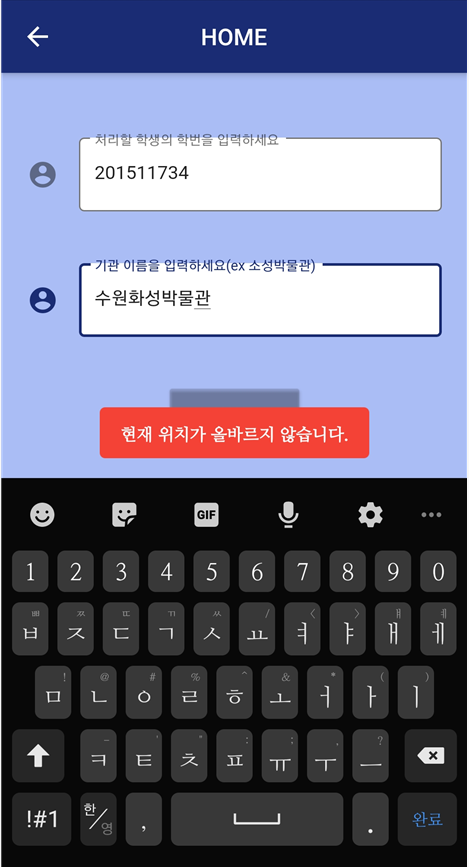 HOME
처리할 학생의 학번을 입력하세요
201511734
기관 이름을 입력하세요(ex 소성박물관)
수원화성박물관
현재 위치가 올바르지 않습니다.
GIF
1 2 3 4 5 6 7 8 9 0
ㅃ ㅉ ㄸ ㄲ ㅆ / < > ㅒ ㅖ
ㅂ ㅈ ㄷ ㄱ ㅅ ㅛ ㅕ ㅑ ㅐ ㅔ
! @ # % ^ & * ( )
ㅁ ㄴ ㅇ ㄹ ㅎ ㅗ ㅓ ㅏ ㅣ
ㅋ ㅌ ㅊ ㅍ ㅠ ㅜ ㅡ
!#1 한/영 , . 완료